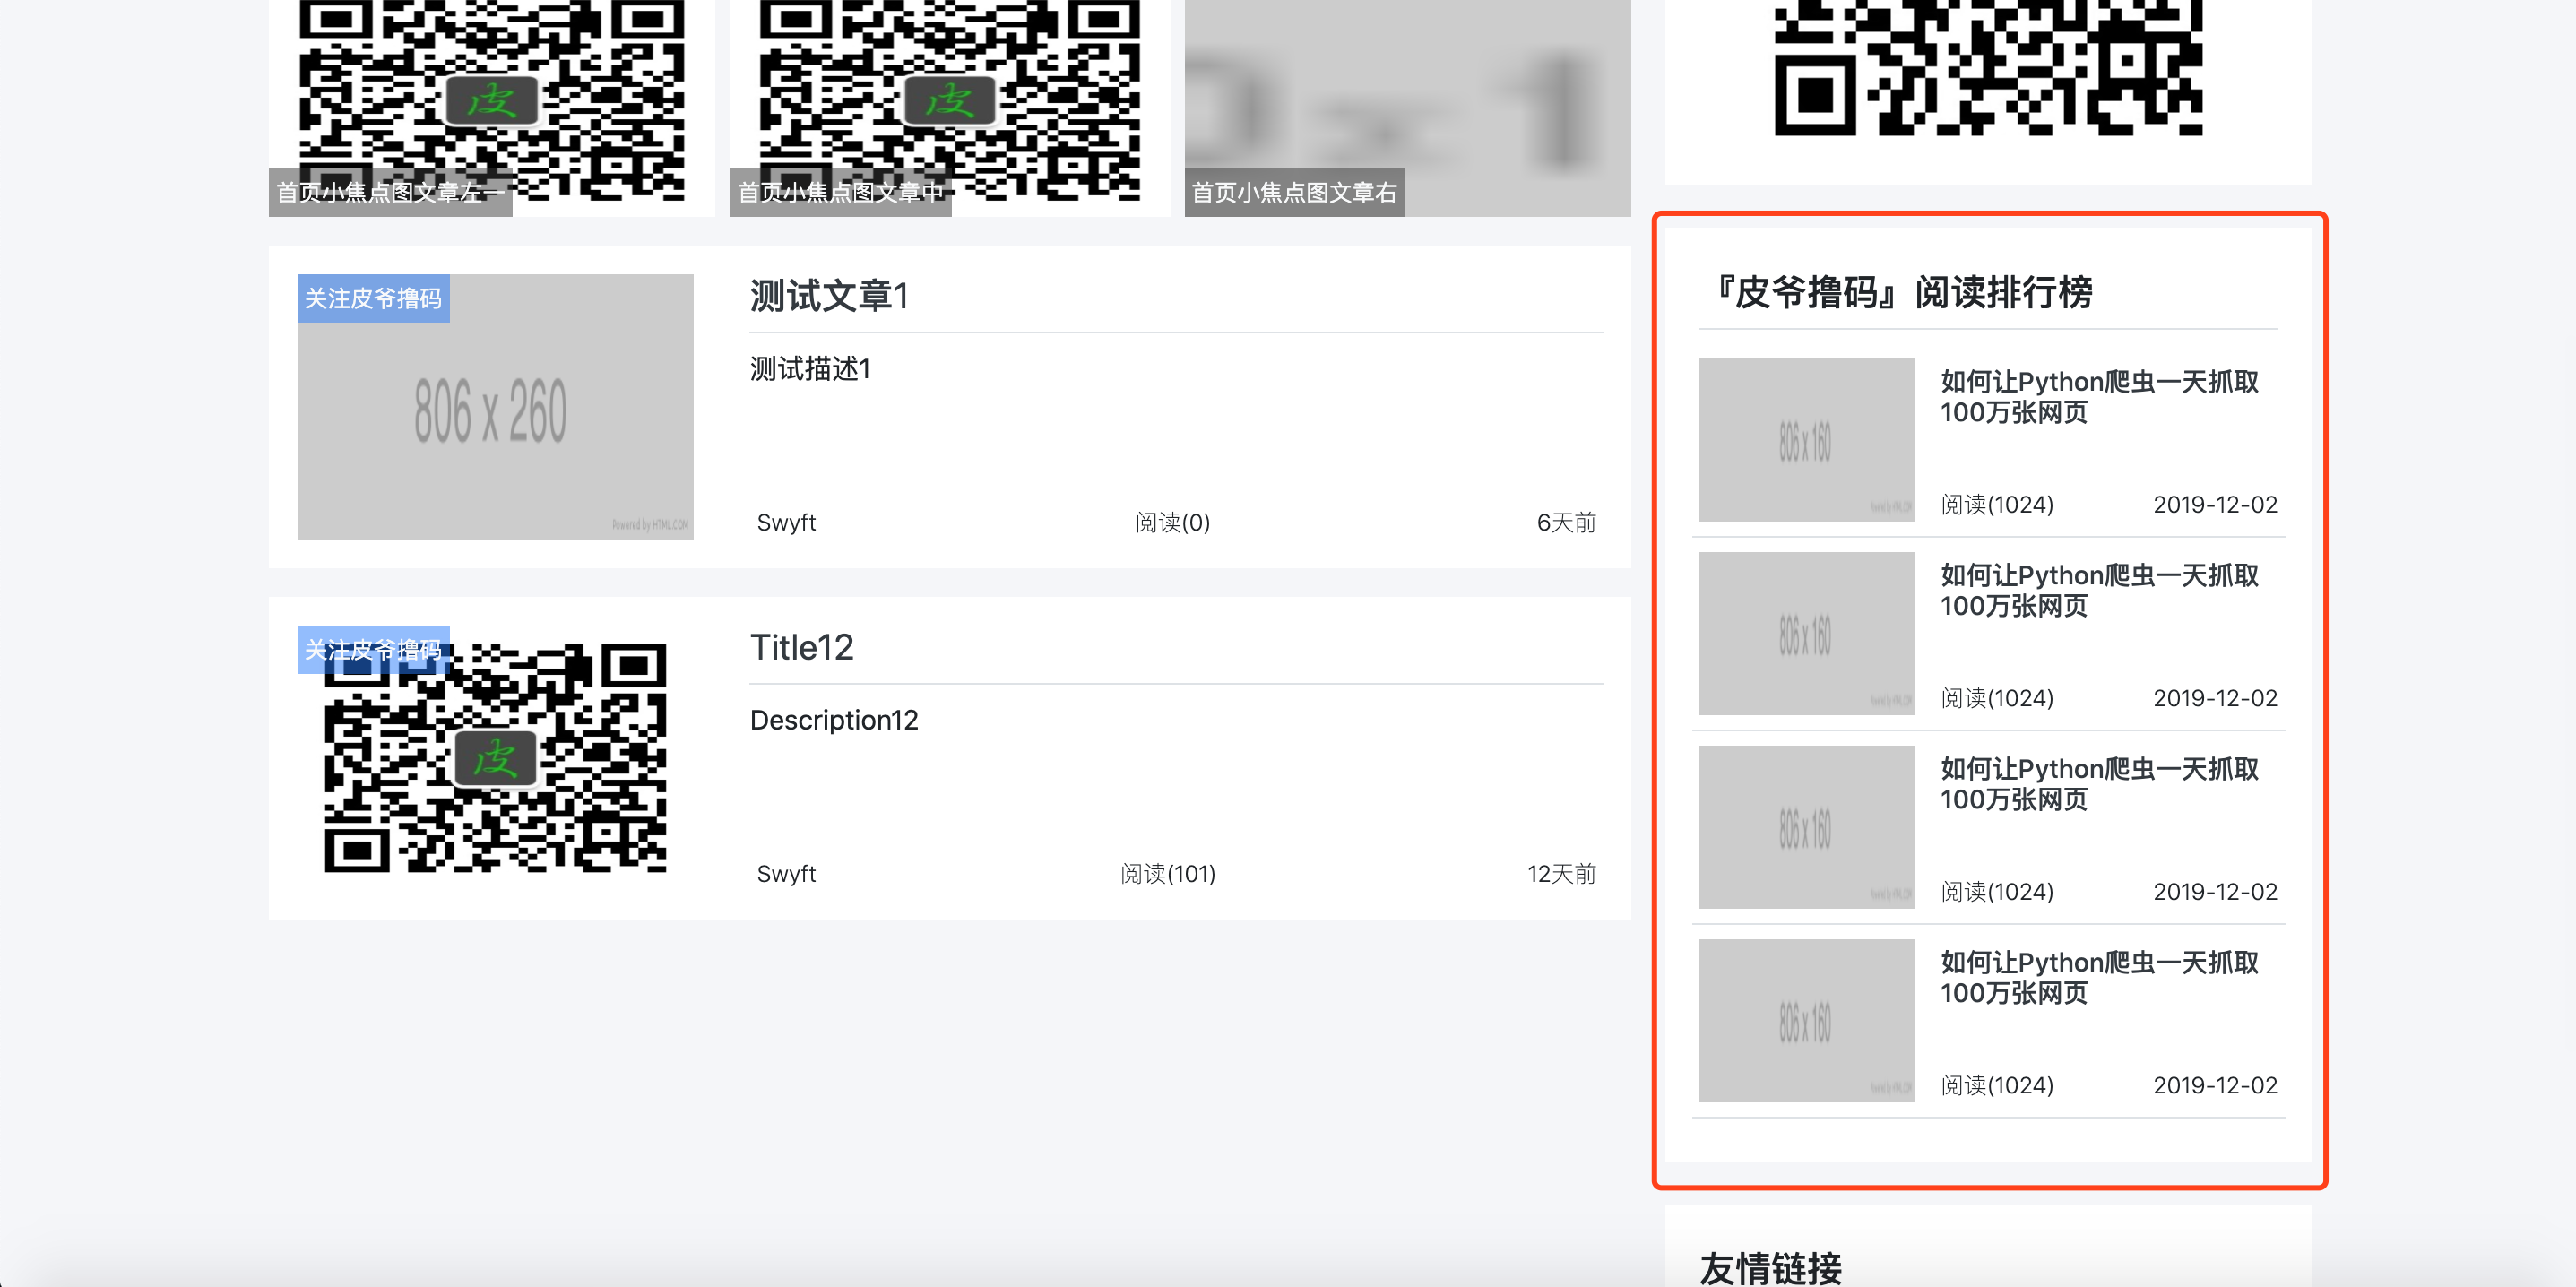 皮
皮
首页小焦点图文章左一
首页小焦点图文章中
首页小焦点图文章右
关注皮爷撸码
806 x 260
Powered by HTML.COM
测试文章1
测试描述1
Swyft
阅读(0)
6天前
关注皮爷撸码
皮
Title12
Description12
Swyft
阅读(101)
12天前
『皮爷撸码』阅读排行榜
806 x 160
如何让Python爬虫一天抓取
100万张网页
阅读(1024)
2019-12-02
806 x 160
如何让Python爬虫一天抓取
100万张网页
阅读(1024)
2019-12-02
806 x 160
如何让Python爬虫一天抓取
100万张网页
阅读(1024)
2019-12-02
806 x 160
如何让Python爬虫一天抓取
100万张网页
阅读(1024)
2019-12-02
友情链接